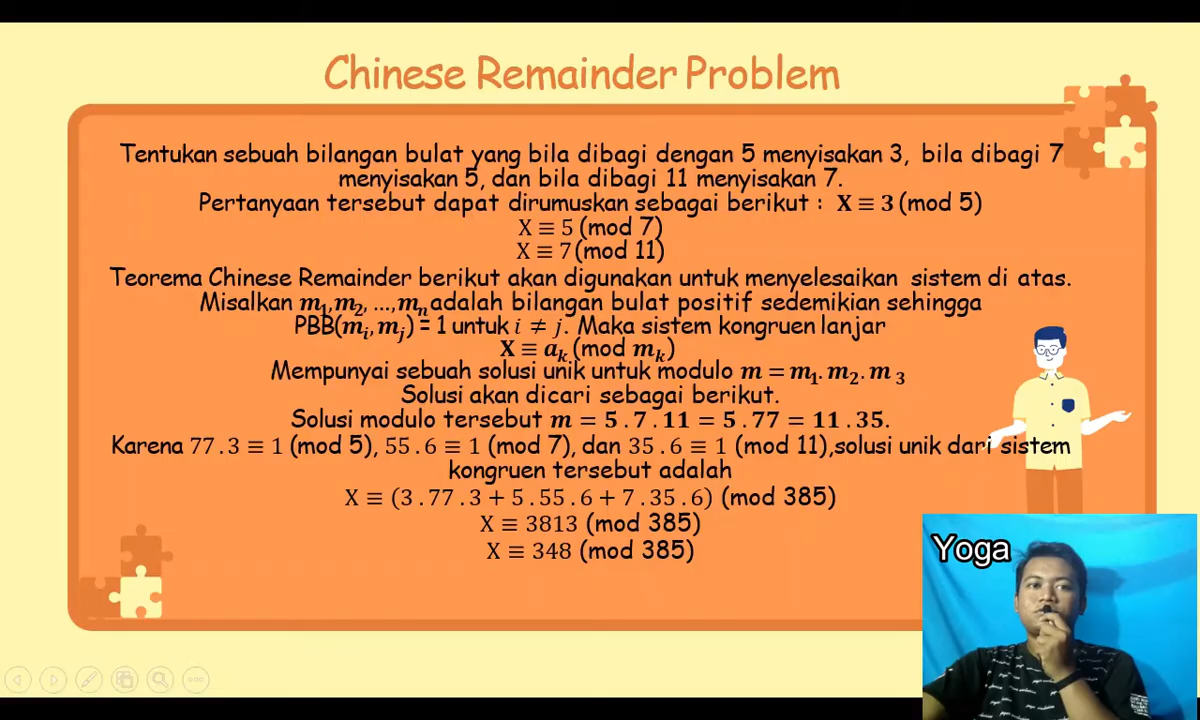 Chinese Remainder Problem
Tentukan sebuah bilangan bulat yang bila dibagi dengan 5 menyisakan 3, bila dibagi 7
menyisakan 5, dan bila dibagi 11 menyisakan 7.
Pertanyaan tersebut dapat dirumuskan sebagai berikut : X ≡ 3 (mod 5)
X ≡ 5 (mod 7)
X ≡ 7 (mod 11)
Teorema Chinese Remainder berikut akan digunakan untuk menyelesaikan sistem di atas.
Misalkan m₁,m₂, ...,mₙ adalah bilangan bulat positif sedemikian sehingga
PBB(mᵢ, mⱼ) = 1 untuk i ≠ j. Maka sistem kongruen lanjar
X ≡ aₖ (mod mₖ)
Mempunyai sebuah solusi unik untuk modulo m = m₁. m₂. m ₃
Solusi akan dicari sebagai berikut.
Solusi modulo tersebut m = 5 . 7 . 11 = 5 . 77 = 11 . 35.
Karena 77 . 3 ≡ 1 (mod 5), 55 . 6 ≡ 1 (mod 7), dan 35 . 6 ≡ 1 (mod 11),solusi unik dari sistem
kongruen tersebut adalah
X ≡ (3 . 77 . 3 + 5 . 55 . 6 + 7 . 35 . 6) (mod 385)
X ≡ 3813 (mod 385)
X ≡ 348 (mod 385)
Yoga